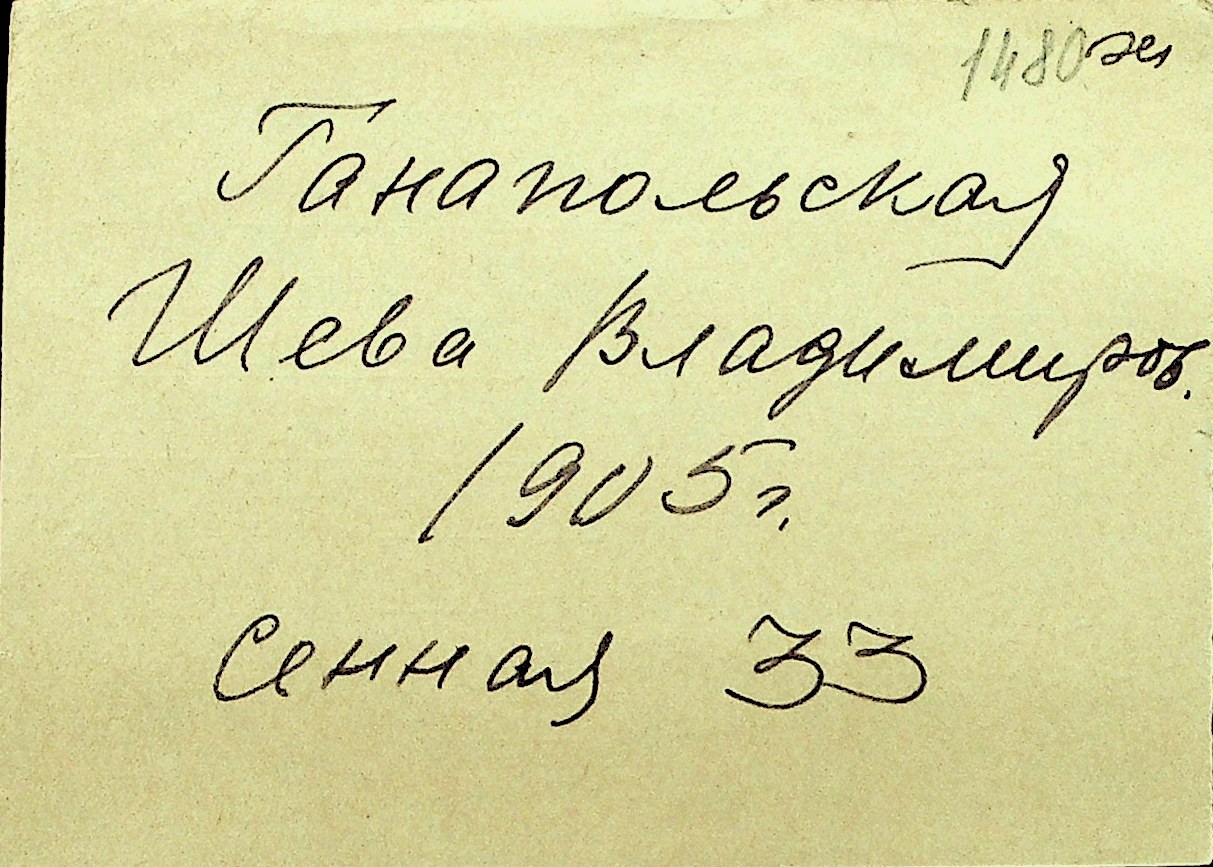 1480 ж
Ганапольская
Шева Владимиров.
1905 г.
Сенная 33